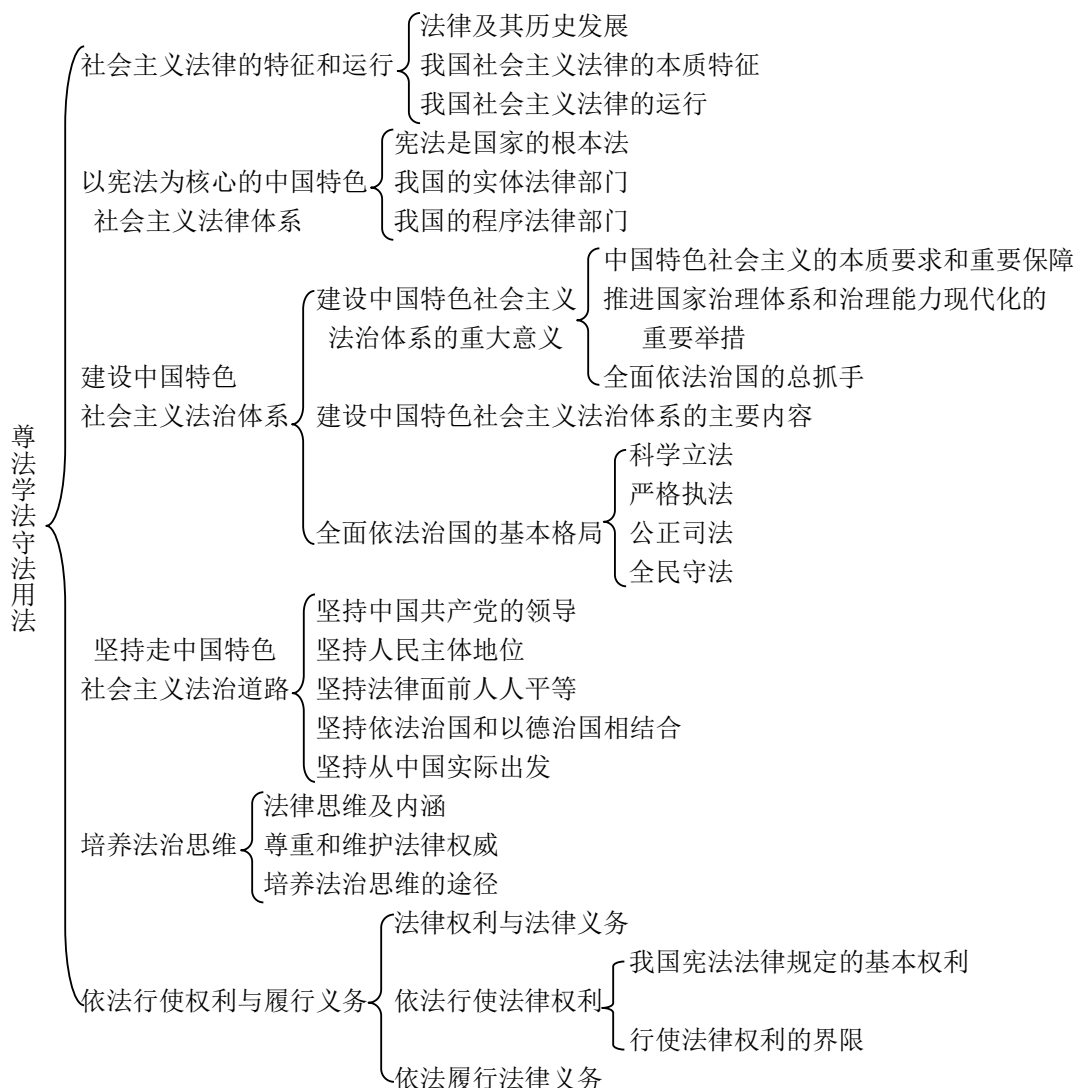 尊法学法守法用法
社会主义法律的特征和运行
法律及其历史发展
我国社会主义法律的本质特征
我国社会主义法律的运行
以宪法为核心的中国特色
社会主义法律体系
宪法是国家的根本法
我国的实体法律部门
我国的程序法律部门
建设中国特色
社会主义法治体系
建设中国特色社会主义
法治体系的重大意义
中国特色社会主义的本质要求和重要保障
推进国家治理体系和治理能力现代化的
重要举措
全面依法治国的总抓手
建设中国特色社会主义法治体系的主要内容
全面依法治国的基本格局
科学立法
严格执法
公正司法
全民守法
坚持走中国特色
社会主义法治道路
坚持中国共产党的领导
坚持人民主体地位
坚持法律面前人人平等
坚持依法治国和以德治国相结合
坚持从中国实际出发
培养法治思维
法律思维及内涵
尊重和维护法律权威
培养法治思维的途径
依法行使权利与履行义务
法律权利与法律义务
依法行使法律权利
我国宪法法律规定的基本权利
行使法律权利的界限
依法履行法律义务